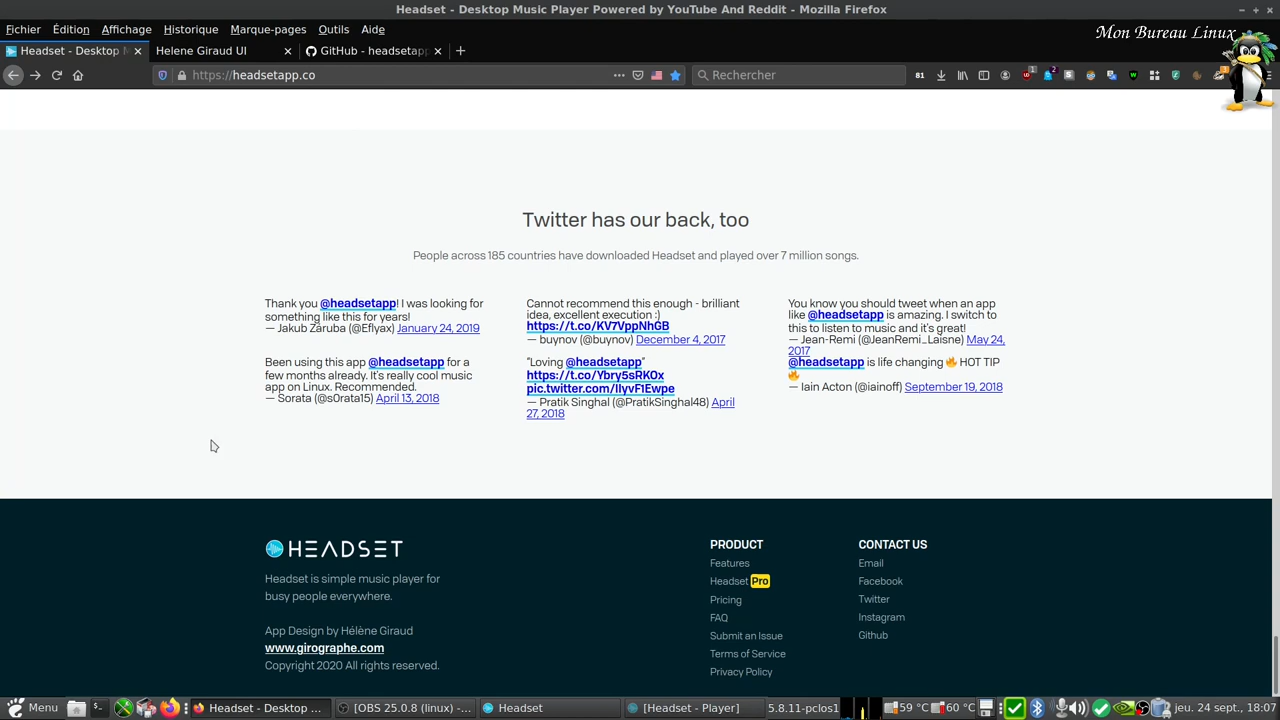 Headset - Desktop Music Player powered by YouTube And Reddit - Mozilla Firefox
Fichier Édition Affichage Historique Marque-pages Outils Aide
Mon Bureau Linux
Headset - Desktop M
Helene Giraud UI
GitHub - headsetapp
https://headsetapp.co
Rechercher
81
Twitter has our back, too
People across 185 countries have downloaded Headset and played over 7 million songs.
Thank you @headsetapp! I was looking for
something like this for years!
— Jakub Záruba (@Eflyax) January 24, 2019
Been using this app @headsetapp for a
few months already. It's really cool music
app on Linux. Recommended.
— Sorata (@s0rata15) April 13, 2018
Cannot recommend this enough - brilliant
idea, excellent execution :)
https://t.co/KV7VppNhGB
— buynov (@buynov) December 4, 2017
“Loving @headsetapp”
https://t.co/Ybry5sRKOx
pic.twitter.com/lIyvF1Ewpe
— Pratik Singhal (@PratikSinghal48) April
27, 2018
You know you should tweet when an app
like @headsetapp is amazing. I switch to
this to listen to music and it's great!
— Jean-Remi (@JeanRemi_Laisne) May 24,
2017
@headsetapp is life changing 🔥 HOT TIP
🔥
— Iain Acton (@iainoff) September 19, 2018
HEADSET
Headset is simple music player for
busy people everywhere.
App Design by Hélène Giraud
www.girographe.com
Copyright 2020 All rights reserved.
PRODUCT
Features
Headset Pro
Pricing
FAQ
Submit an Issue
Terms of Service
Privacy Policy
CONTACT US
Email
Facebook
Twitter
Instagram
Github
Menu
Headset - Desktop ...
[OBS 25.0.8 (linux) -...
Headset
[Headset - Player]
5.8.11-pclos1
59 °C
60 °C
jeu. 24 sept., 18:07